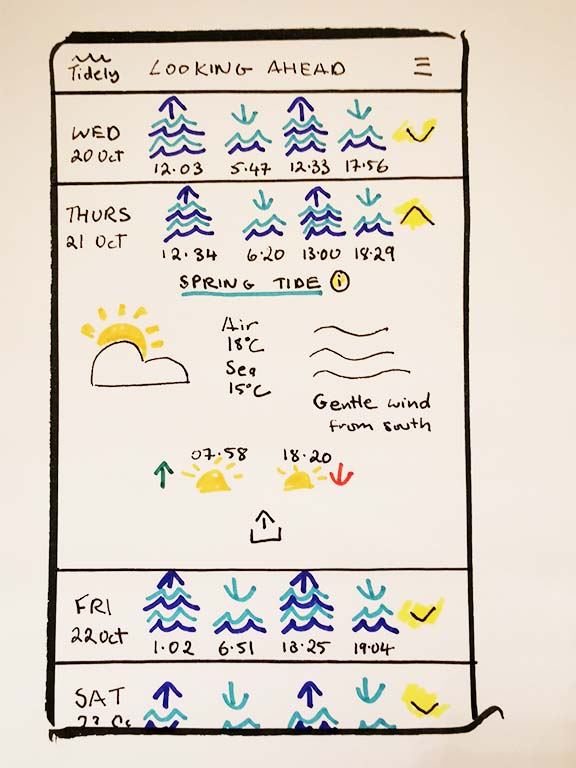 Tidely LOOKING AHEAD
WED
20 Oct
12.03 5.47 12.33 17.56
THURS
21 Oct
12.34 6.20 13.00 18.29
SPRING TIDE i
Air
18°C
Sea
15°C
Gentle wind
from south
07.58 18.20
FRI
22 Oct
1.02 6.51 13.25 19.04
SAT